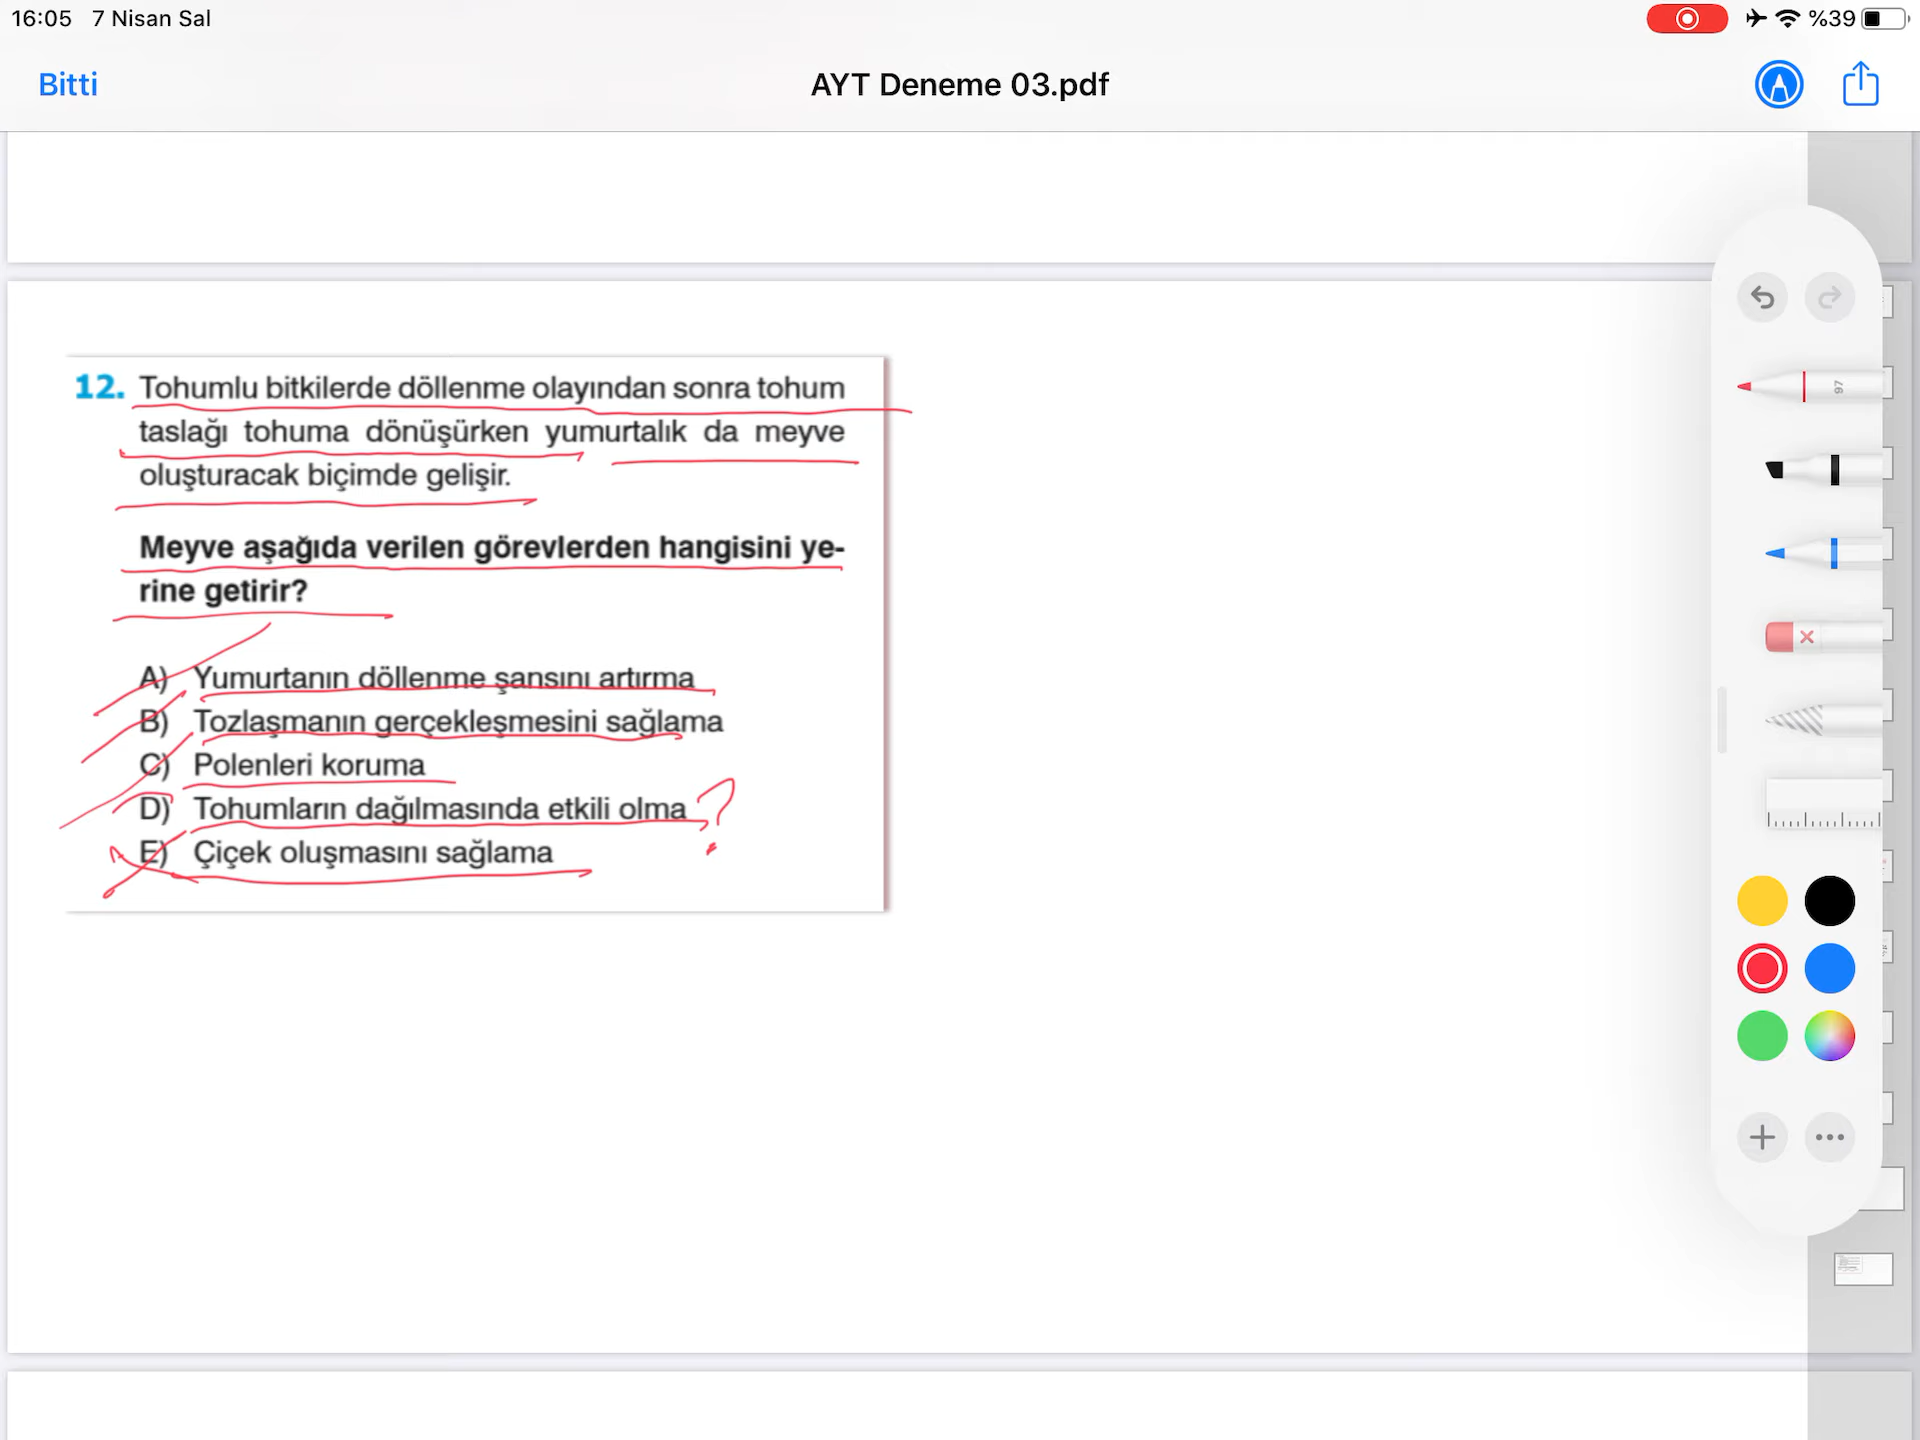 16:05 7 Nisan Sal %39
Bitti AYT Deneme 03.pdf
12. Tohumlu bitkilerde döllenme olayından sonra tohum
taslağı tohuma dönüşürken yumurtalık da meyve
oluşturacak biçimde gelişir.
Meyve aşağıda verilen görevlerden hangisini ye-
rine getirir?
A) Yumurtanın döllenme şansını artırma
B) Tozlaşmanın gerçekleşmesini sağlama
C) Polenleri koruma
D) Tohumların dağılmasında etkili olma ?
E) Çiçek oluşmasını sağlama
97